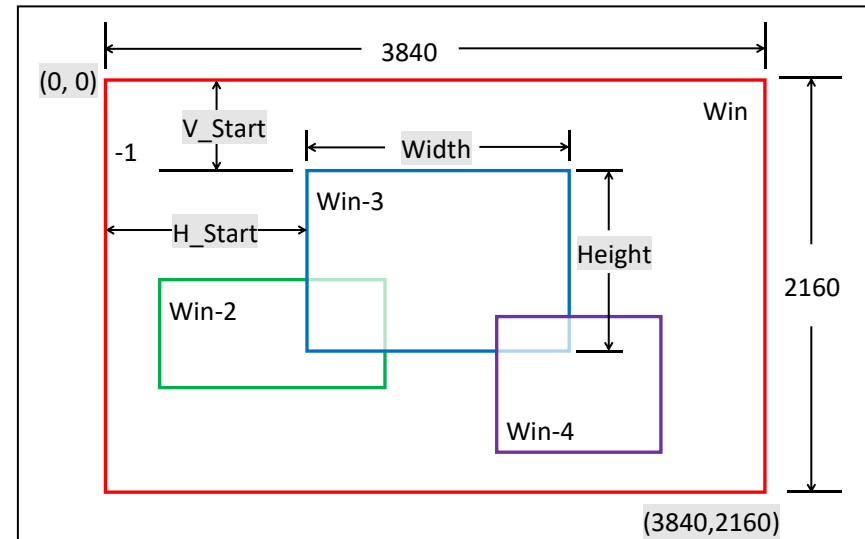 3840
(0, 0)
Win
V_Start
-1
Width
Win-3
H_Start
Height
2160
Win-2
Win-4
(3840,2160)